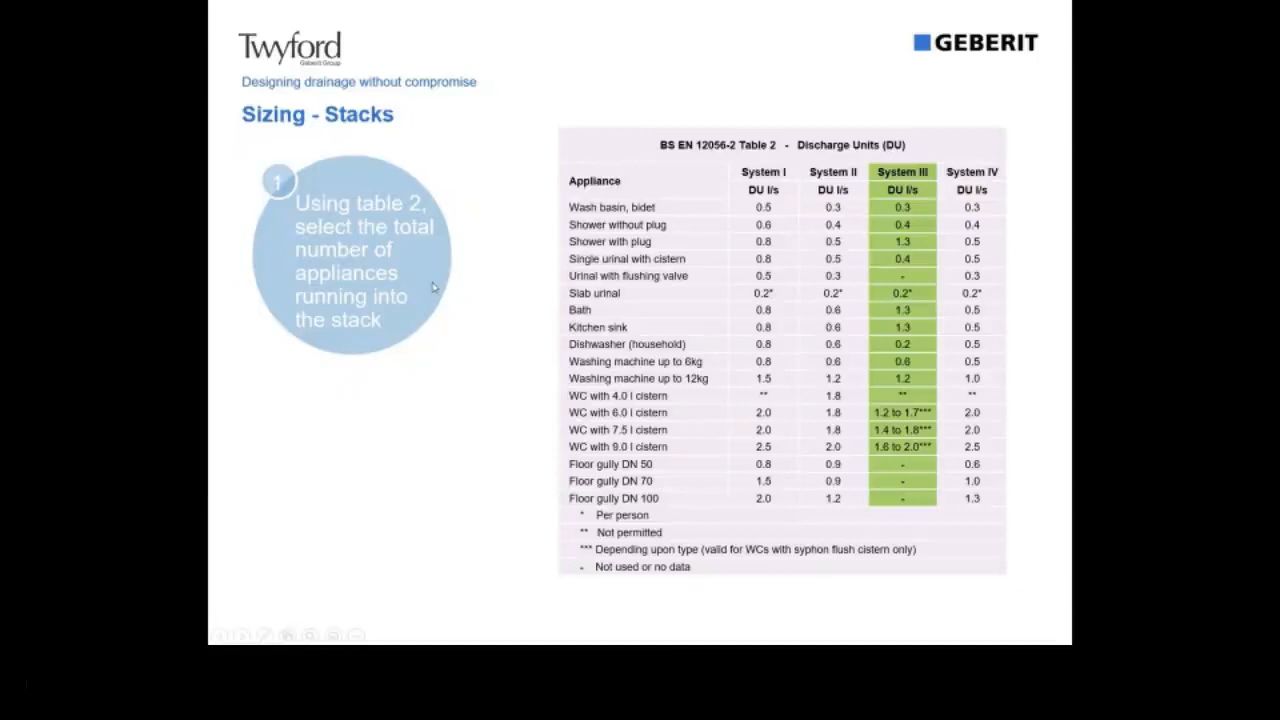 Twyford
Geberit Group
GEBERIT
Designing drainage without compromise
Sizing - Stacks
1
Using table 2,
select the total
number of
appliances
running into
the stack
BS EN 12056-2 Table 2 - Discharge Units (DU)
Appliance System I System II System III System IV
DU l/s DU l/s DU l/s DU l/s
Wash basin, bidet 0.5 0.3 0.3 0.3
Shower without plug 0.6 0.4 0.4 0.4
Shower with plug 0.8 0.5 1.3 0.5
Single urinal with cistern 0.8 0.5 0.4 0.5
Urinal with flushing valve 0.5 0.3 - 0.3
Slab urinal 0.2* 0.2* 0.2* 0.2*
Bath 0.8 0.6 1.3 0.5
Kitchen sink 0.8 0.6 1.3 0.5
Dishwasher (household) 0.8 0.6 0.2 0.5
Washing machine up to 6kg 0.8 0.6 0.6 0.5
Washing machine up to 12kg 1.5 1.2 1.2 1.0
WC with 4.0 l cistern ** 1.8 ** **
WC with 6.0 l cistern 2.0 1.8 1.2 to 1.7*** 2.0
WC with 7.5 l cistern 2.0 1.8 1.4 to 1.8*** 2.0
WC with 9.0 l cistern 2.5 2.0 1.6 to 2.0*** 2.5
Floor gully DN 50 0.8 0.9 - 0.6
Floor gully DN 70 1.5 0.9 - 1.0
Floor gully DN 100 2.0 1.2 - 1.3
* Per person
** Not permitted
*** Depending upon type (valid for WCs with syphon flush cistern only)
- Not used or no data